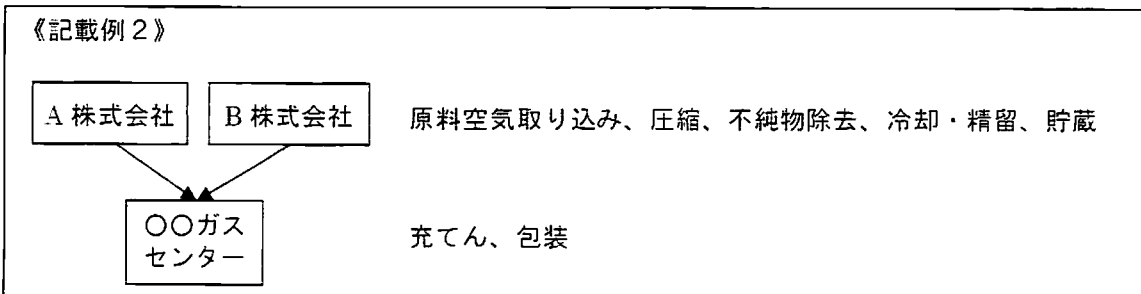 《記載例２》
A 株式会社
B 株式会社
原料空気取り込み、圧縮、不純物除去、冷却・精留、貯蔵
〇〇ガス
センター
充てん、包装